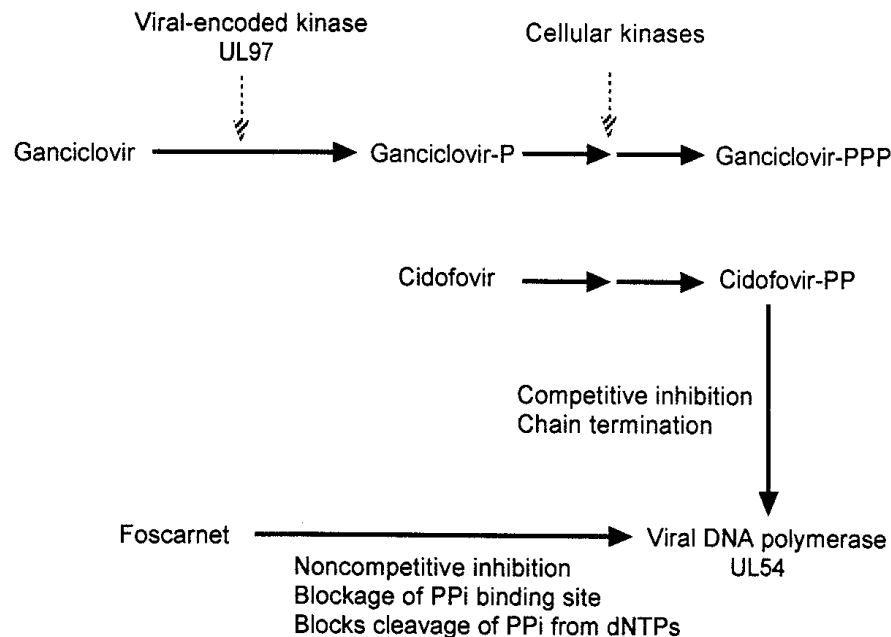 Viral-encoded kinase
UL97
Cellular kinases
Ganciclovir
Ganciclovir-P
Ganciclovir-PPP
Cidofovir
Cidofovir-PP
Competitive inhibition
Chain termination
Foscarnet
Viral DNA polymerase
UL54
Noncompetitive inhibition
Blockage of PPi binding site
Blocks cleavage of PPi from dNTPs